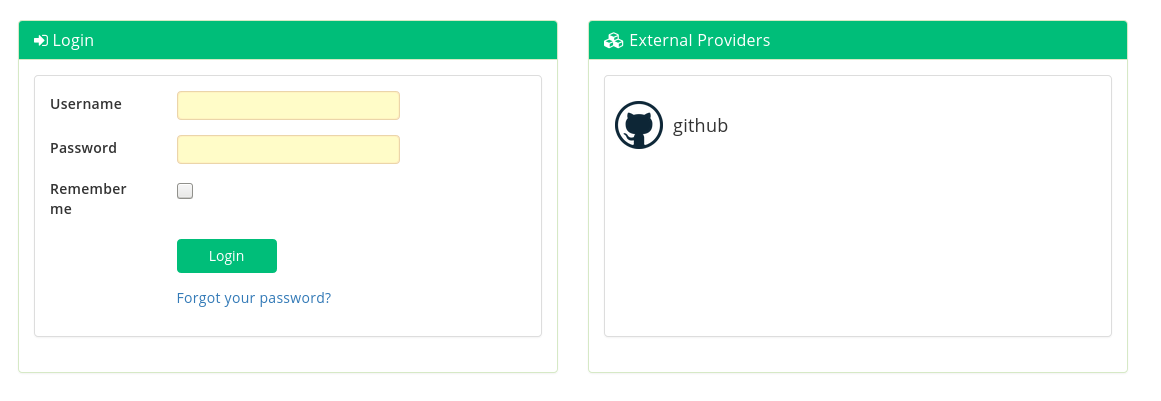 Login
Username
Password
Remember
me
Login
Forgot your password?
External Providers
github